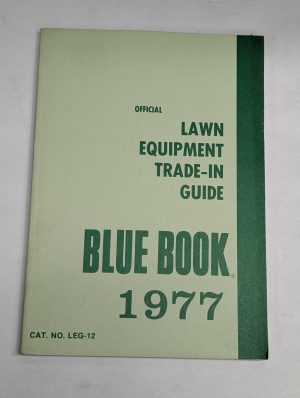 OFFICIAL
LAWN
EQUIPMENT
TRADE-IN
GUIDE
BLUE BOOK®
1977
CAT. NO. LEG-12